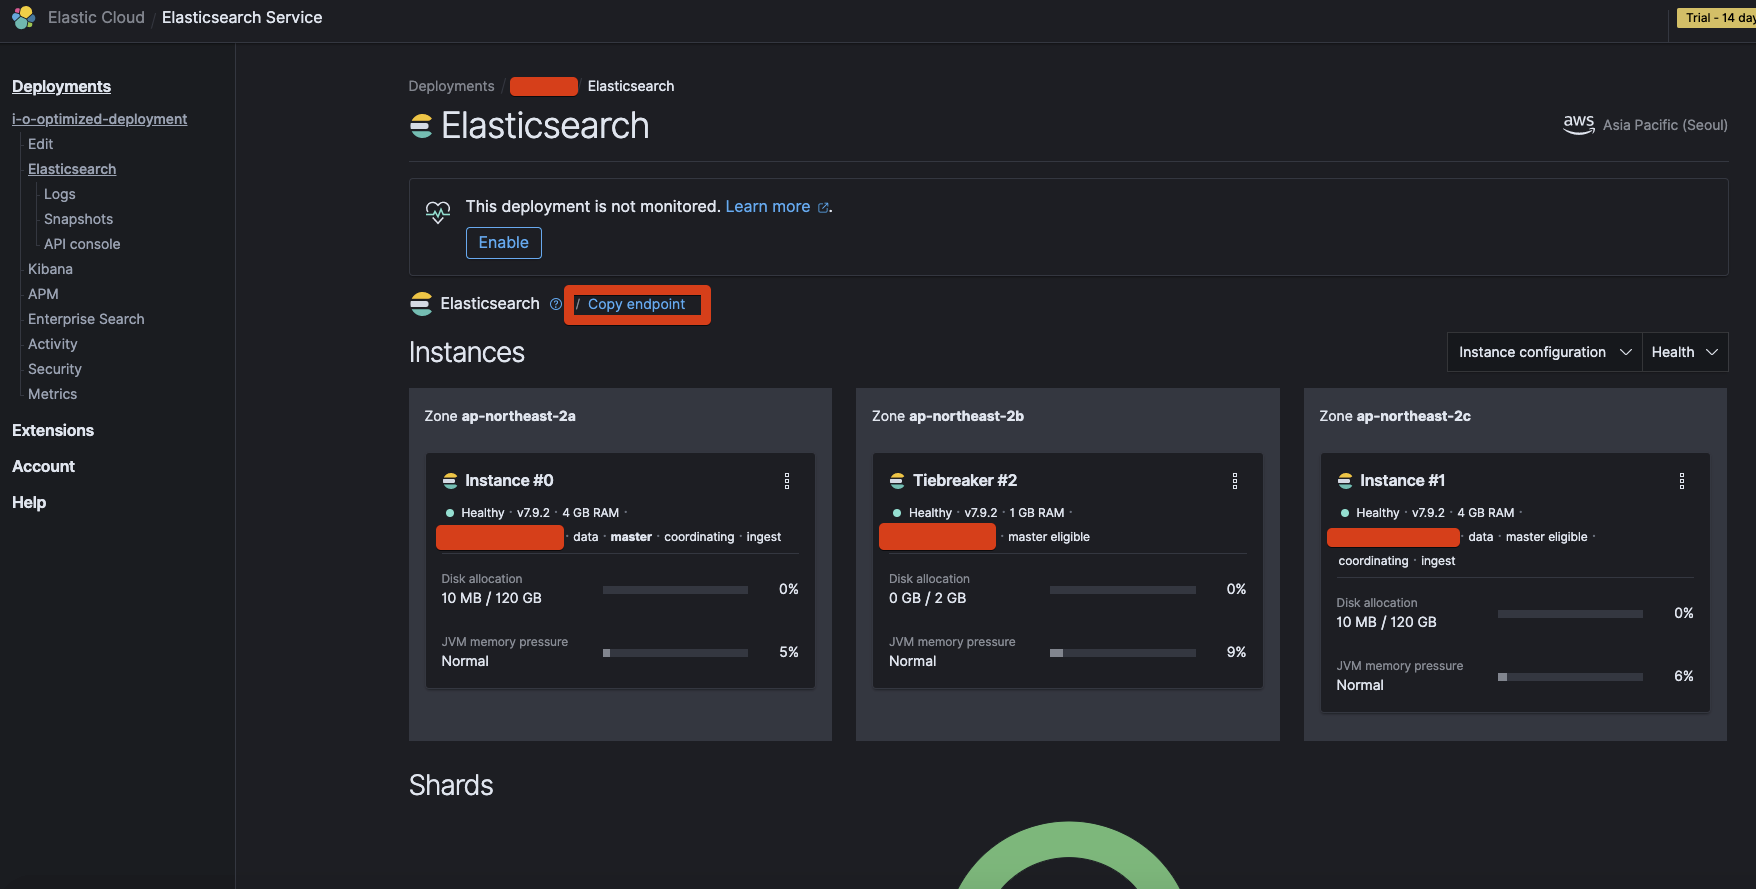 Elastic Cloud / Elasticsearch Service
Trial - 14 day
Deployments
i-o-optimized-deployment
Edit
Elasticsearch
Logs
Snapshots
API console
Kibana
APM
Enterprise Search
Activity
Security
Metrics
Extensions
Account
Help
Deployments / Elasticsearch
Elasticsearch
aws Asia Pacific (Seoul)
This deployment is not monitored. Learn more .
Enable
Elasticsearch / Copy endpoint
Instances
Instance configuration
Health
Zone ap-northeast-2a
Instance #0
Healthy · v7.9.2 · 4 GB RAM ·
· data · master · coordinating · ingest
Disk allocation
10 MB / 120 GB
0%
JVM memory pressure
Normal
5%
Zone ap-northeast-2b
Tiebreaker #2
Healthy · v7.9.2 · 1 GB RAM ·
· master eligible
Disk allocation
0 GB / 2 GB
0%
JVM memory pressure
Normal
9%
Zone ap-northeast-2c
Instance #1
Healthy · v7.9.2 · 4 GB RAM ·
· data · master eligible ·
coordinating · ingest
Disk allocation
10 MB / 120 GB
0%
JVM memory pressure
Normal
6%
Shards